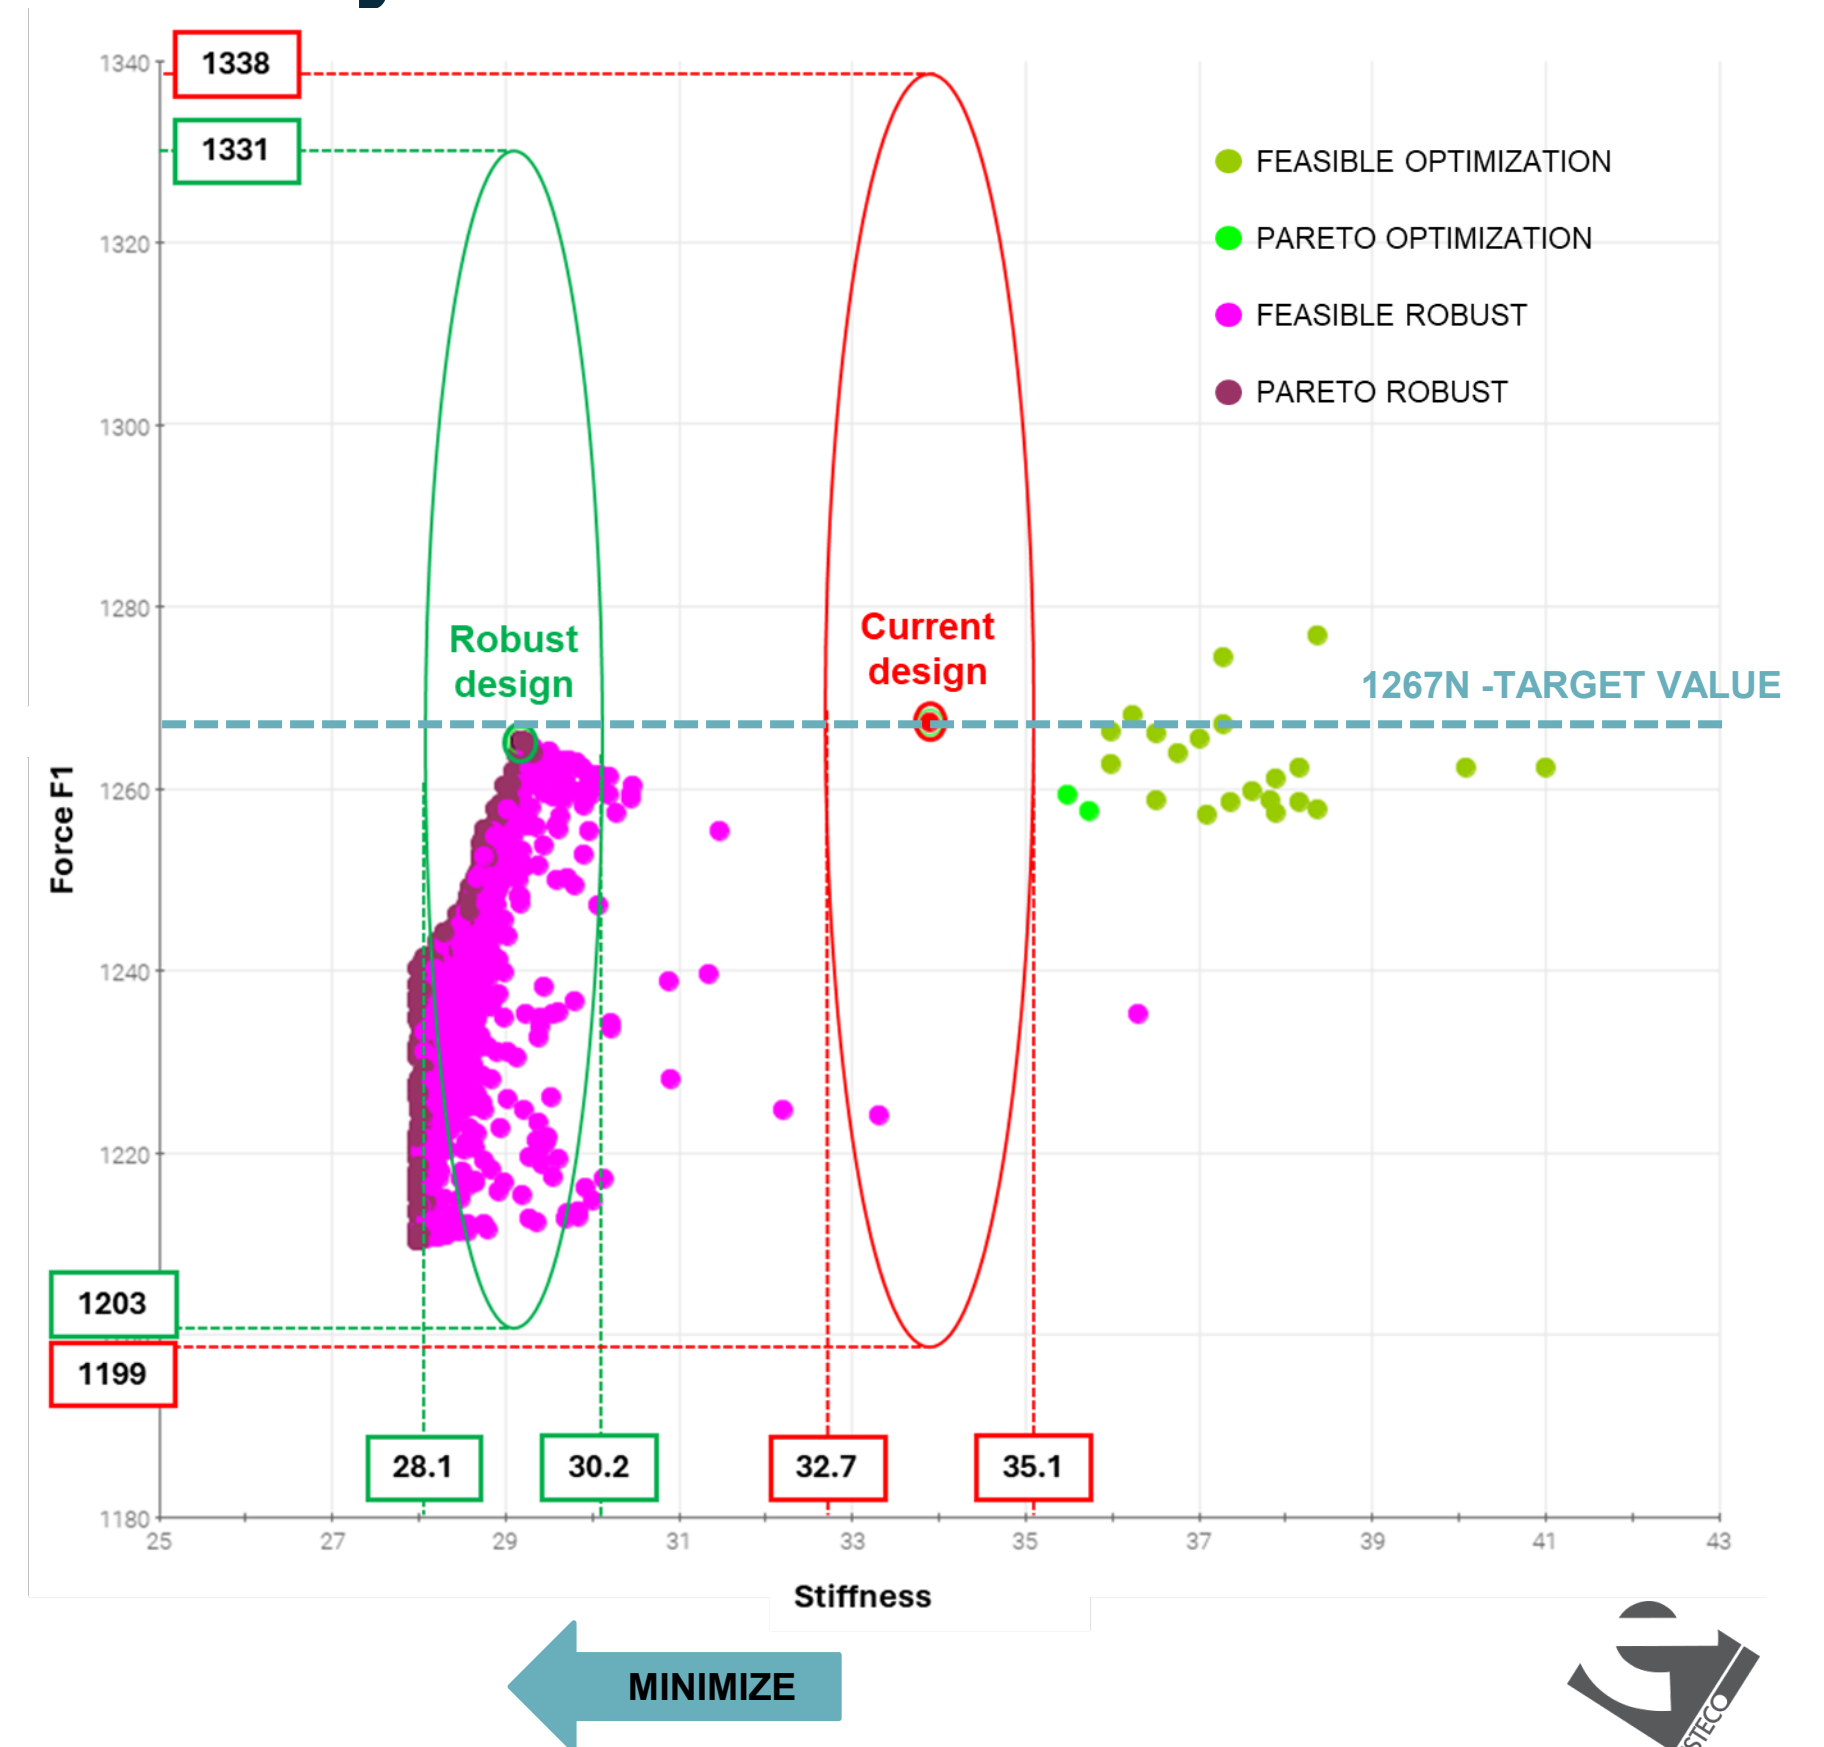 1340
1338
1331
FEASIBLE OPTIMIZATION
1320
PARETO OPTIMIZATION
FEASIBLE ROBUST
PARETO ROBUST
1300
1280
Robust
design
Current
design
1267N -TARGET VALUE
1260
Force F1
1240
1220
1203
1199
28.1
30.2
32.7
35.1
1180
25
27
29
31
33
35
37
39
41
43
Stiffness
MINIMIZE
STECO